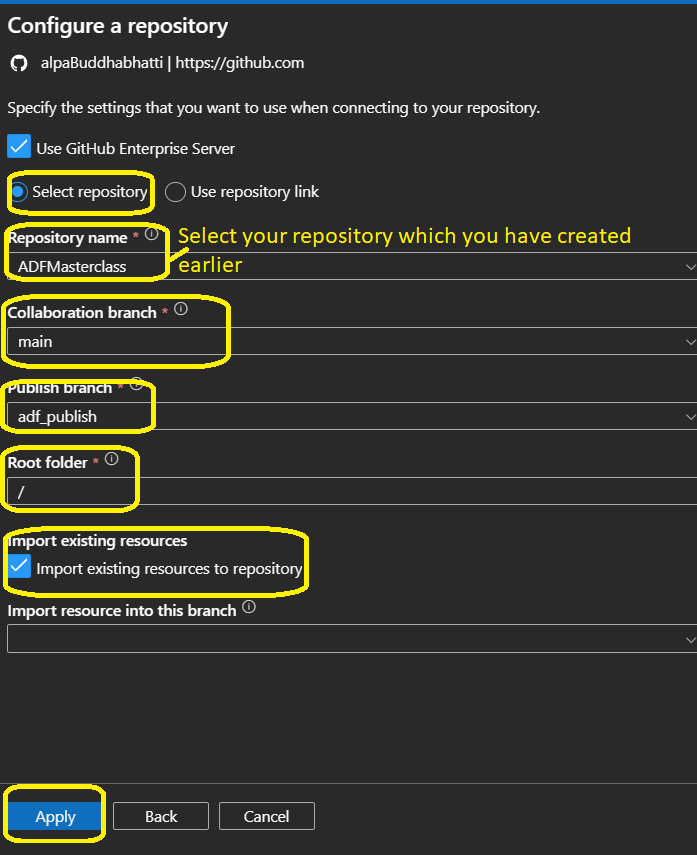 Configure a repository
alpaBuddhabhatti | https://github.com
Specify the settings that you want to use when connecting to your repository.
Use GitHub Enterprise Server
Select repository Use repository link
Repository name * Select your repository which you have created
earlier
ADFMasterclass
Collaboration branch *
main
Publish branch *
adf_publish
Root folder *
/
Import existing resources
Import existing resources to repository
Import resource into this branch
Apply Back Cancel